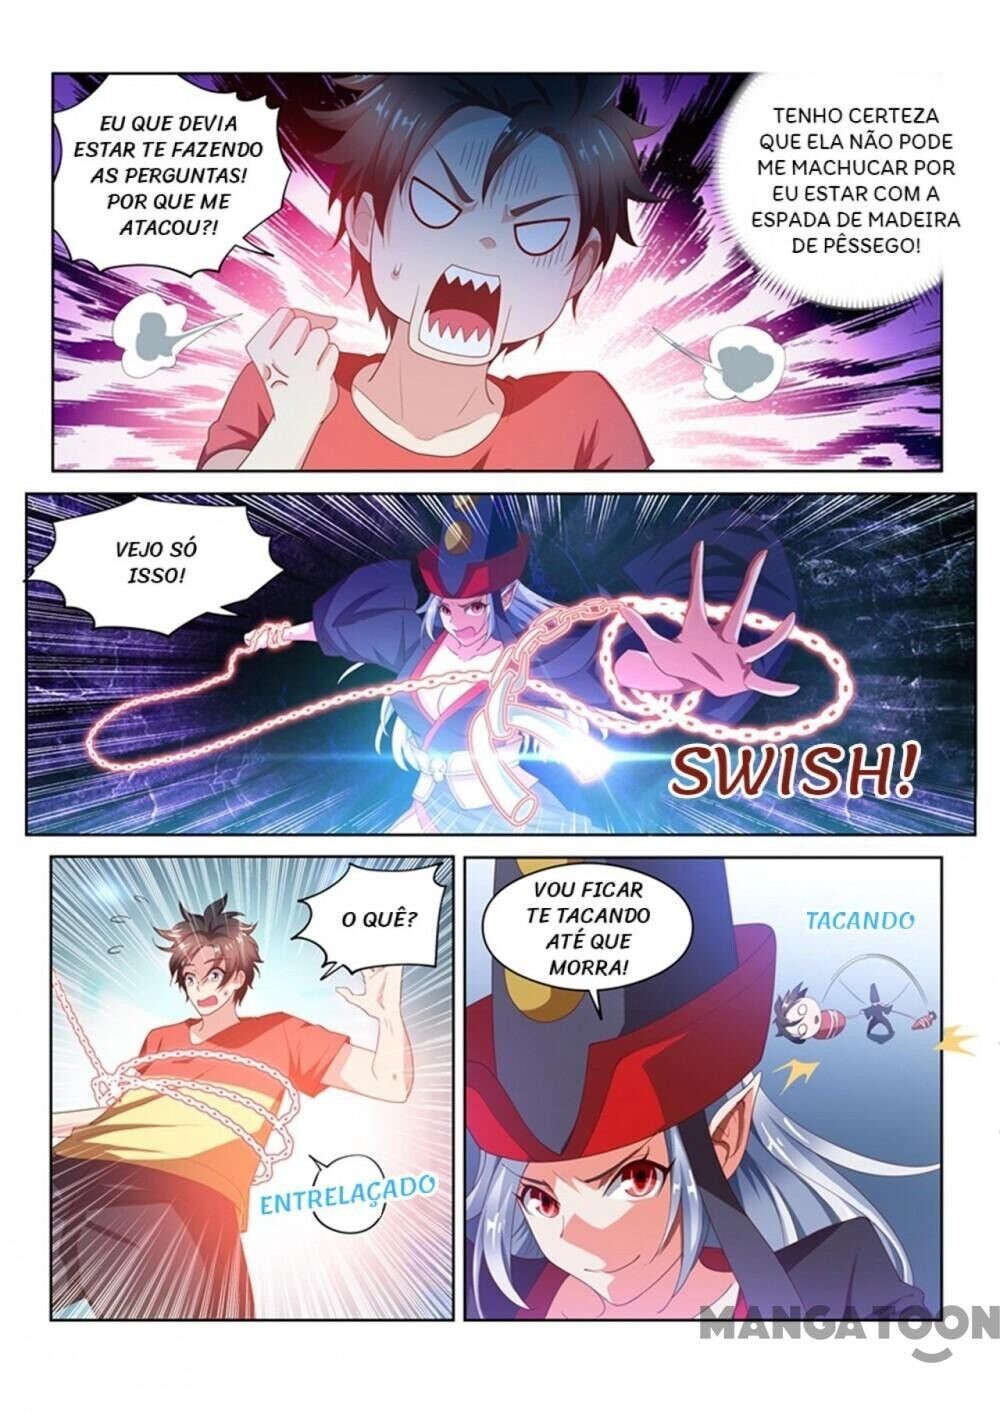 EU QUE DEVIA
ESTAR TE FAZENDO
AS PERGUNTAS!
POR QUE ME
ATACOU?!
TENHO CERTEZA
QUE ELA NÃO PODE
ME MACHUCAR POR
EU ESTAR COM A
ESPADA DE MADEIRA
DE PÊSSEGO!
VEJO SÓ
ISSO!
SWISH!
O QUÊ?
ENTRELAÇADO
VOU FICAR
TE TACANDO
ATÉ QUE
MORRA!
TACANDO
MANGATOON